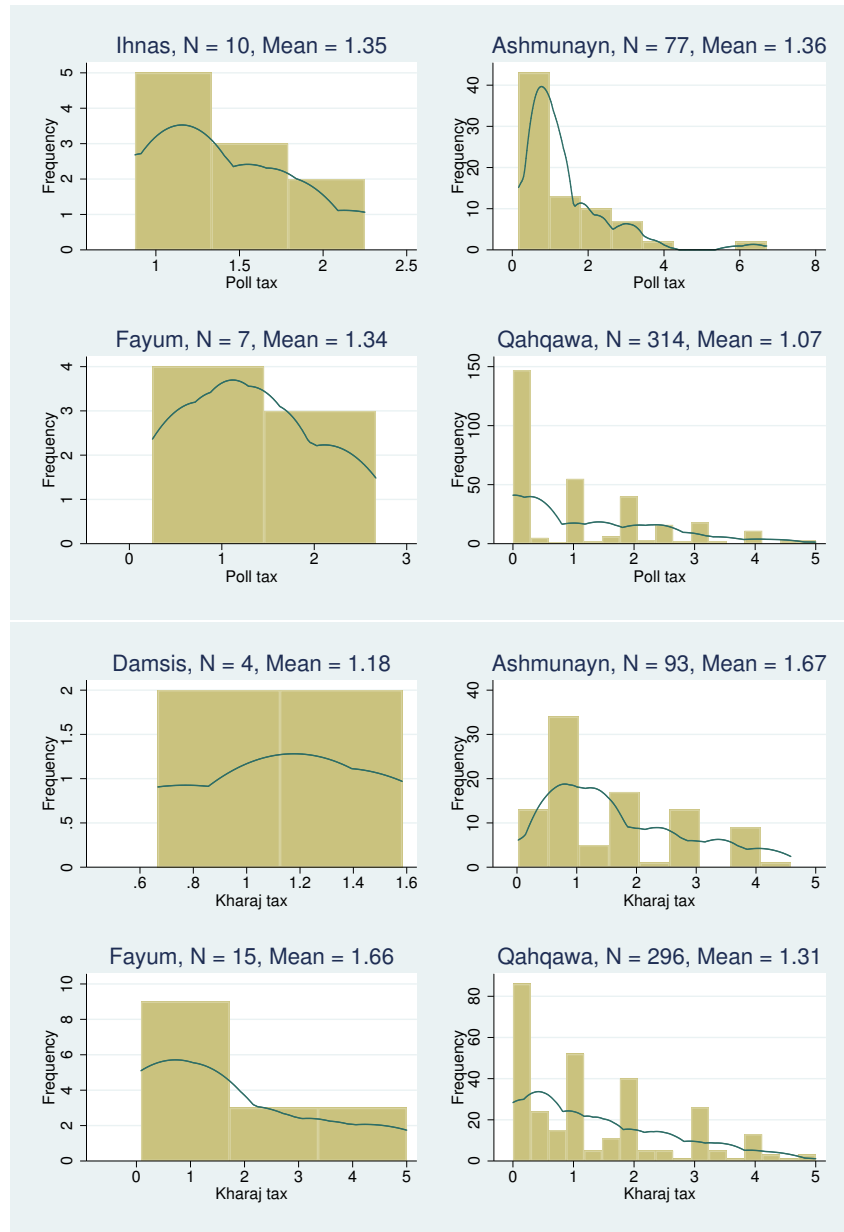 Ihnas, N = 10, Mean = 1.35
Frequency
0 1 2 3 4 5
1 1.5 2 2.5
Poll tax
Ashmunayn, N = 77, Mean = 1.36
Frequency
0 10 20 30 40
0 2 4 6 8
Poll tax
Fayum, N = 7, Mean = 1.34
Frequency
0 1 2 3 4
0 1 2 3
Poll tax
Qahqawa, N = 314, Mean = 1.07
Frequency
0 50 100 150
0 1 2 3 4 5
Poll tax
Damsis, N = 4, Mean = 1.18
Frequency
0 .5 1 1.5 2
.6 .8 1 1.2 1.4 1.6
Kharaj tax
Ashmunayn, N = 93, Mean = 1.67
Frequency
0 10 20 30 40
0 1 2 3 4 5
Kharaj tax
Fayum, N = 15, Mean = 1.66
Frequency
0 2 4 6 8 10
0 1 2 3 4 5
Kharaj tax
Qahqawa, N = 296, Mean = 1.31
Frequency
0 20 40 60 80
0 1 2 3 4 5
Kharaj tax